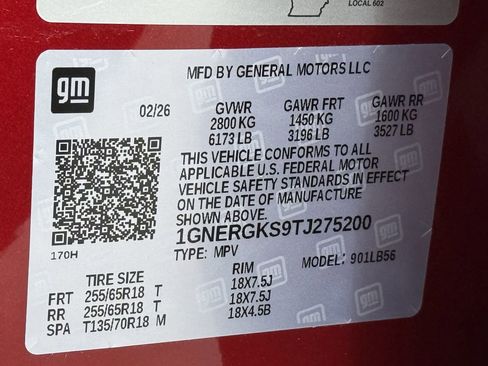 LOCAL 602
gm
MFD BY GENERAL MOTORS LLC
02/26 GVWR GAWR FRT GAWR RR
2800 KG 1450 KG 1600 KG
6173 LB 3196 LB 3527 LB
THIS VEHICLE CONFORMS TO ALL
APPLICABLE U.S. FEDERAL MOTOR
VEHICLE SAFETY STANDARDS IN EFFECT
ON THE DATE OF MANUFACTURE
SHOWN ABOVE.
1GNERGKS9TJ275200
170H TYPE: MPV MODEL: 901LB56
TIRE SIZE RIM
FRT 255/65R18 T 18X7.5J
RR 255/65R18 T 18X7.5J
SPA T135/70R18 M 18X4.5B